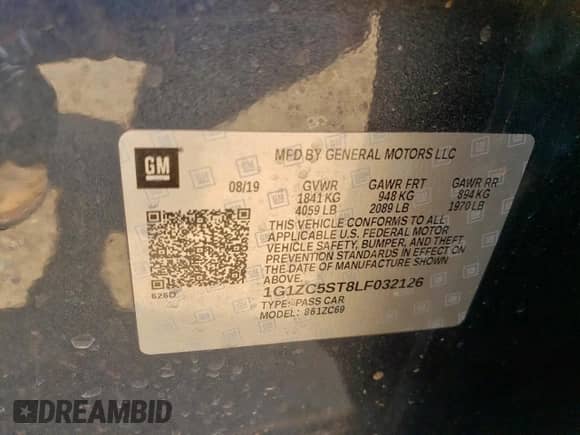 GM
MFD BY GENERAL MOTORS LLC
08/19 GVWR GAWR FRT GAWR RR
1841 KG 948 KG 894 KG
4059 LB 2089 LB 1970 LB
THIS VEHICLE CONFORMS TO ALL
APPLICABLE U.S. FEDERAL MOTOR
VEHICLE SAFETY, BUMPER, AND THEFT
PREVENTION STANDARDS IN EFFECT ON
THE DATE OF MANUFACTURE SHOWN
ABOVE.
1G1ZC5ST8LF032126
TYPE: PASS CAR
MODEL: 861ZC69
DREAMBID